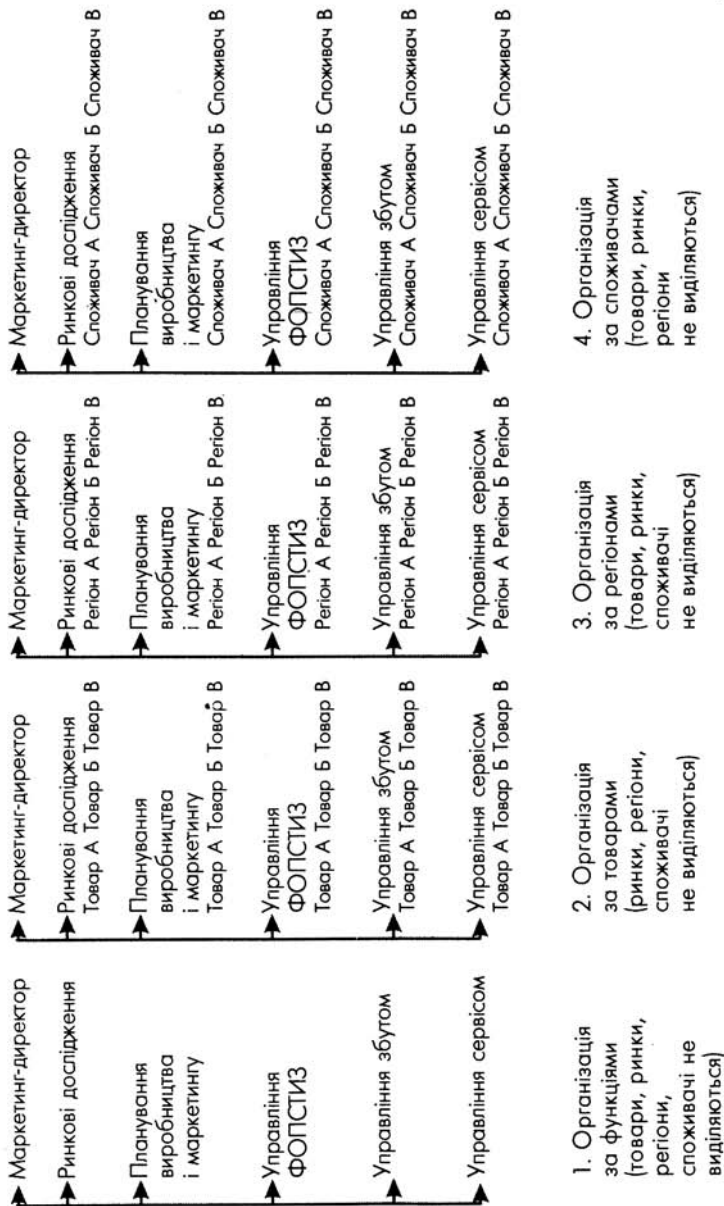 Маркетинг-директор
Ринкові дослідження
Планування
виробництва
і маркетингу
Управління
ФОПСТИЗ
Управління збутом
Управління сервісом
1. Організація
за функціями
(товари, ринки,
регіони,
споживачі не
виділяються)
Маркетинг-директор
Ринкові дослідження
Товар А Товар Б Товар В
Планування
виробництва
і маркетингу
Товар А Товар Б Товар В
Управління
ФОПСТИЗ
Товар А Товар Б Товар В
Управління збутом
Товар А Товар Б Товар В
Управління сервісом
Товар А Товар Б Товар В
2. Організація
за товарами
(ринки, регіони,
споживачі
не виділяються)
Маркетинг-директор
Ринкові дослідження
Регіон А Регіон Б Регіон В
Планування
виробництва
і маркетингу
Регіон А Регіон Б Регіон В
Управління
ФОПСТИЗ
Регіон А Регіон Б Регіон В
Управління збутом
Регіон А Регіон Б Регіон В
Управління сервісом
Регіон А Регіон Б Регіон В
3. Організація
за регіонами
(товари, ринки,
споживачі
не виділяються)
Маркетинг-директор
Ринкові дослідження
Споживач А Споживач Б Споживач В
Планування
виробництва
і маркетингу
Споживач А Споживач Б Споживач В
Управління
ФОПСТИЗ
Споживач А Споживач Б Споживач В
Управління збутом
Споживач А Споживач Б Споживач В
Управління сервісом
Споживач А Споживач Б Споживач В
4. Організація
за споживачами
(товари, ринки,
регіони
не виділяються)